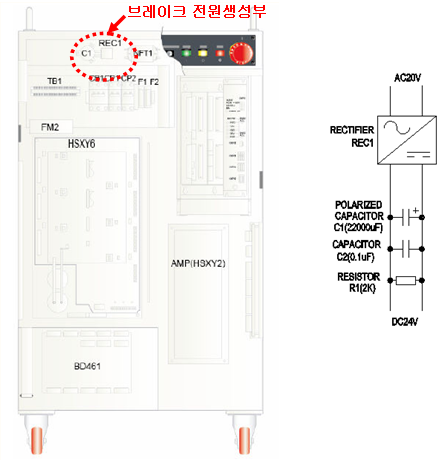 브레이크 전원생성부
REC1
C1
FT1
TB1
F1 F2
FM2
HSXY6
AMP(HSXY2)
BD461
AC20V
RECTIFIER
REC1
POLARIZED
CAPACITOR
C1(22000uF)
+
CAPACITOR
C2(0.1uF)
RESISTOR
R1(2K)
DC24V